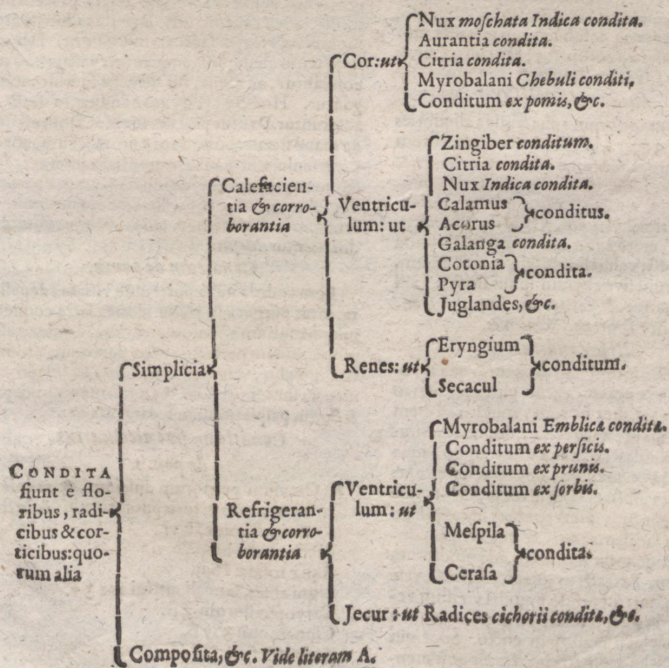 CONDITA
fiunt è flo-
ribus, radi-
cibus & cor-
ticibus: quo-
rum alia
Simplicia
Calefacien-
tia & corro-
borantia
Cor: ut
Nux moschata Indica condita.
Aurantia condita.
Citria condita.
Myrobalani Chebuli conditi.
Conditum ex pomis, &c.
Ventricu-
lum: ut
Zingiber conditum.
Citria condita.
Nux Indica condita.
Calamus
Acorus
conditus.
Galanga condita.
Cotonia
Pyra
condita.
Juglandes, &c.
Renes: ut
Eryngium
Secacul
conditum.
Refrigeran-
tia & corro-
borantia
Ventricu-
lum: ut
Myrobalani Emblicæ conditæ.
Conditum ex persicis.
Conditum ex prunis.
Conditum ex sorbis.
Mespila
Cerasa
condita.
Jecur: ut Radices cichorii conditæ, &c.
Composita, &c. Vide literam A.